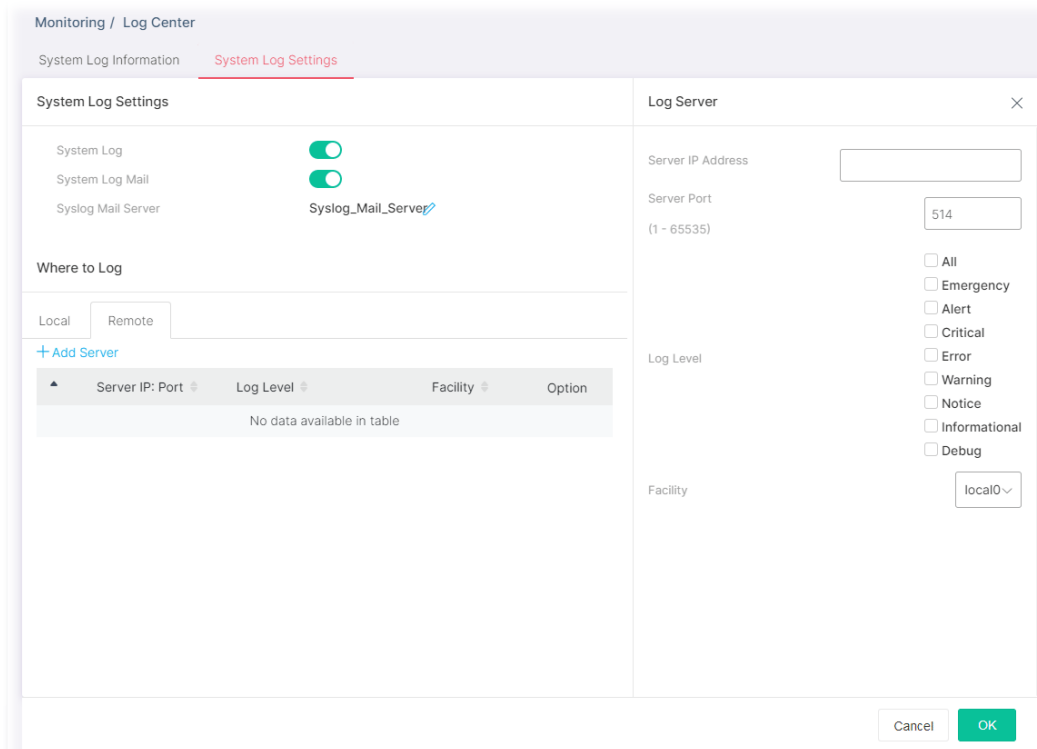 Monitoring / Log Center
System Log Information
System Log Settings
System Log Settings
System Log
System Log Mail
Syslog Mail Server
Syslog_Mail_Server
Where to Log
Local
Remote
+ Add Server
Server IP: Port
Log Level
Facility
Option
No data available in table
Log Server
Server IP Address
Server Port
(1 - 65535)
514
Log Level
All
Emergency
Alert
Critical
Error
Warning
Notice
Informational
Debug
Facility
local0
Cancel
OK